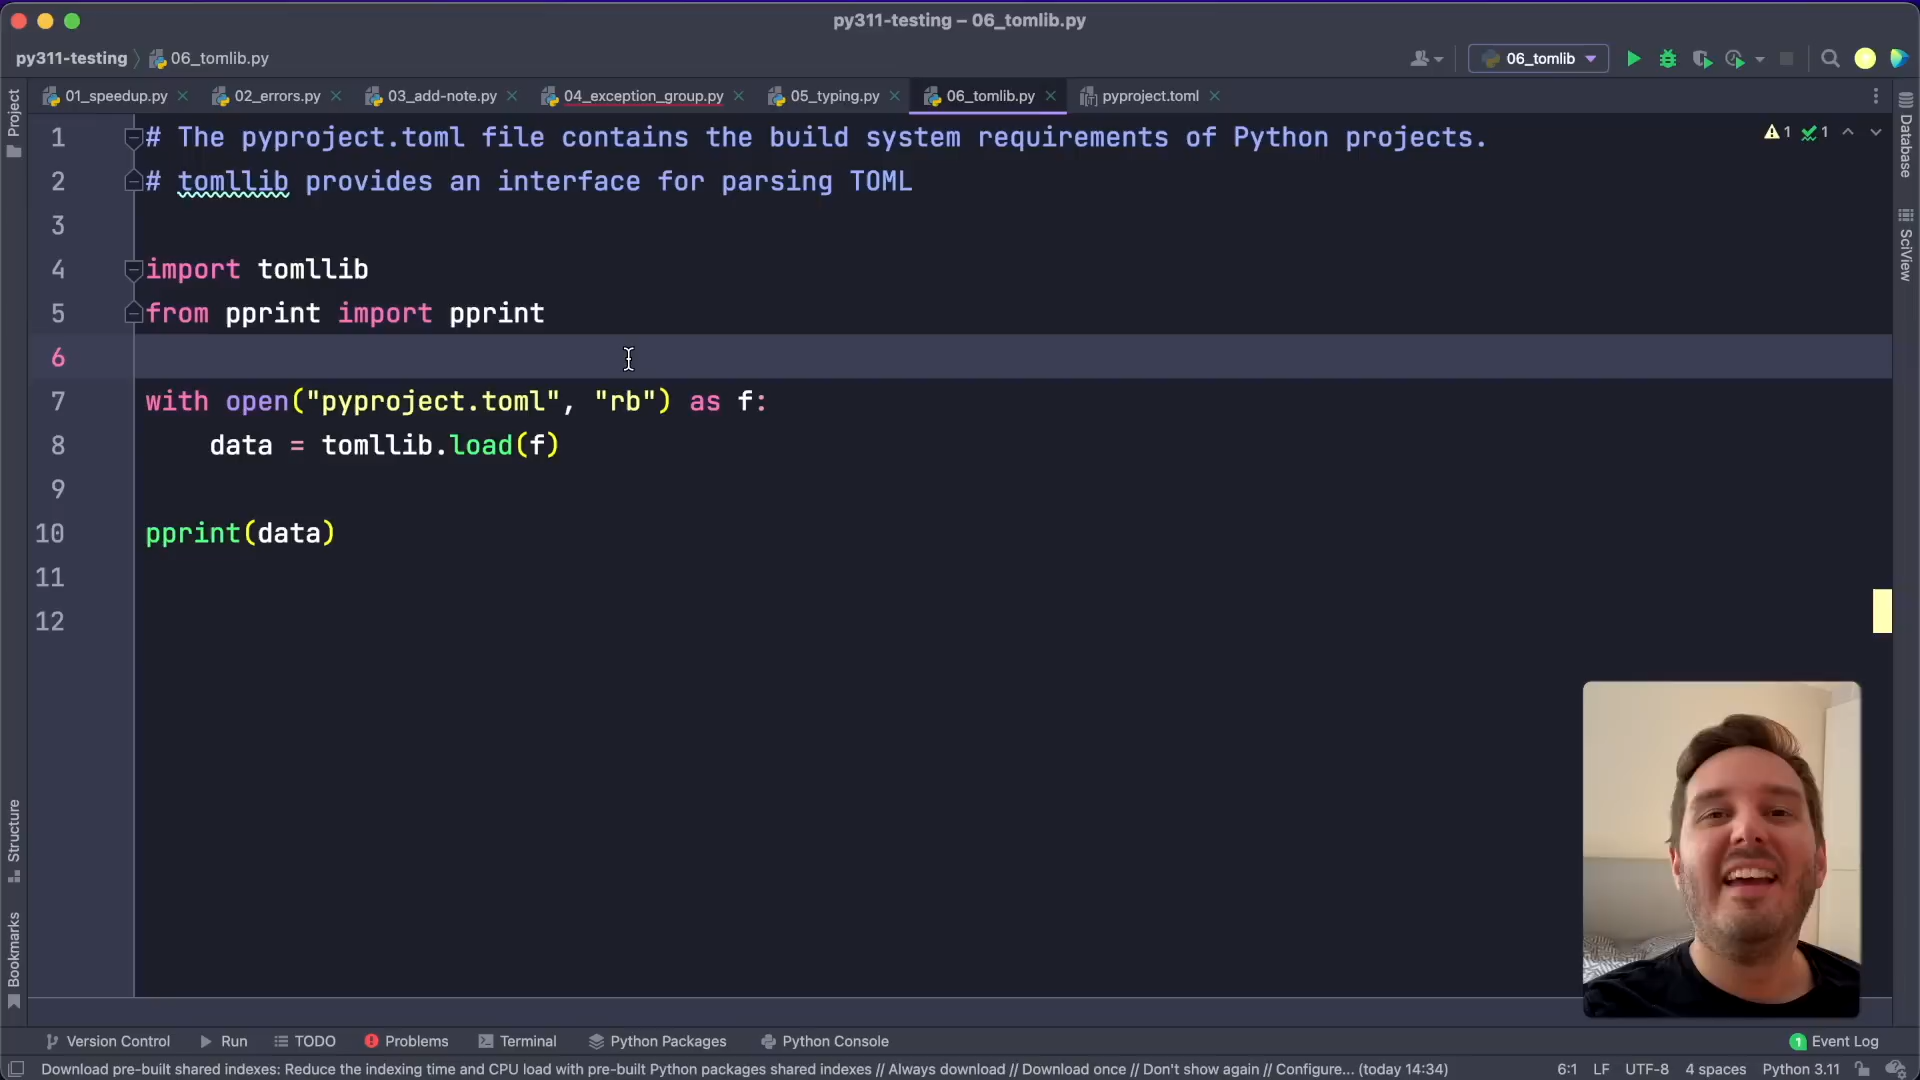 py311-testing – 06_tomlib.py
py311-testing 06_tomlib.py
06_tomlib
01_speedup.py 02_errors.py 03_add-note.py 04_exception_group.py 05_typing.py 06_tomlib.py pyproject.toml
1 # The pyproject.toml file contains the build system requirements of Python projects.
1 1
2 # tomllib provides an interface for parsing TOML
3
4 import tomllib
5 from pprint import pprint
6
7 with open("pyproject.toml", "rb") as f:
8 data = tomllib.load(f)
9
10 pprint(data)
11
12
Project
Structure
Bookmarks
Database
SciView
Version Control Run TODO Problems Terminal Python Packages Python Console 1 Event Log
Download pre-built shared indexes: Reduce the indexing time and CPU load with pre-built Python packages shared indexes // Always download // Download once // Don't show again // Configure... (today 14:34) 6:1 LF UTF-8 4 spaces Python 3.11